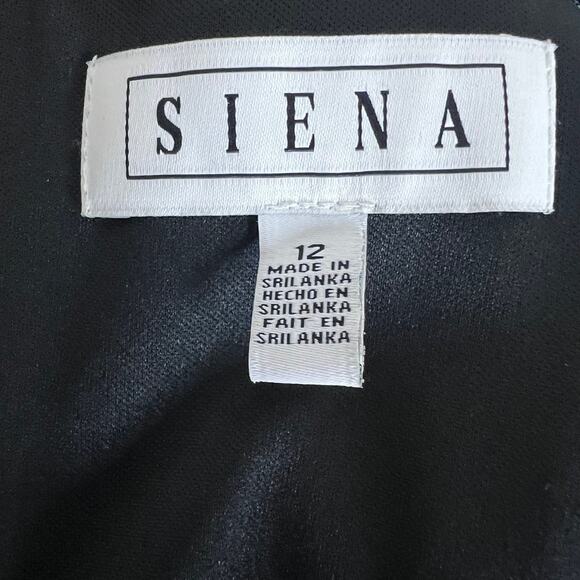 SIENA
12
MADE IN
SRILANKA
HECHO EN
SRILANKA
FAIT EN
SRILANKA